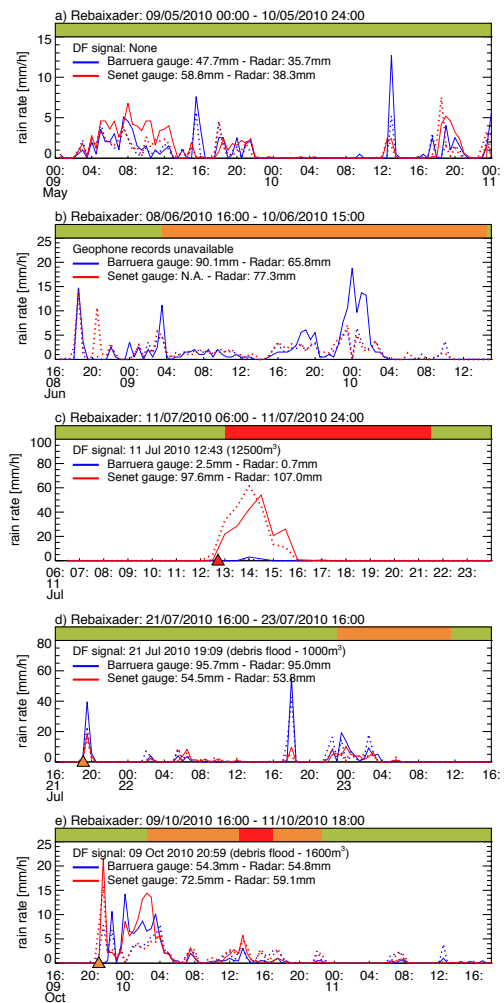 a) Rebaixader: 09/05/2010 00:00 - 10/05/2010 24:00
DF signal: None
Barruera gauge: 47.7mm - Radar: 35.7mm
Senet gauge: 58.8mm - Radar: 38.3mm
rain rate [mm/h]
15
10
5
0
00: 04: 08: 12: 16: 20: 00: 04: 08: 12: 16: 20: 00:
09 10 11
May
b) Rebaixader: 08/06/2010 16:00 - 10/06/2010 15:00
Geophone records unavailable
Barruera gauge: 90.1mm - Radar: 65.8mm
Senet gauge: N.A. - Radar: 77.3mm
rain rate [mm/h]
25
20
15
10
5
0
16: 20: 00: 04: 08: 12: 16: 20: 00: 04: 08: 12:
08 09 10
Jun
c) Rebaixader: 11/07/2010 06:00 - 11/07/2010 24:00
DF signal: 11 Jul 2010 12:43 (12500m³)
Barruera gauge: 2.5mm - Radar: 0.7mm
Senet gauge: 97.6mm - Radar: 107.0mm
rain rate [mm/h]
100
80
60
40
20
0
06: 07: 08: 09: 10: 11: 12: 13: 14: 15: 16: 17: 18: 19: 20: 21: 22: 23:
11
Jul
d) Rebaixader: 21/07/2010 16:00 - 23/07/2010 16:00
DF signal: 21 Jul 2010 19:09 (debris flood - 1000m³)
Barruera gauge: 95.7mm - Radar: 95.0mm
Senet gauge: 54.5mm - Radar: 53.8mm
rain rate [mm/h]
80
60
40
20
0
16: 20: 00: 04: 08: 12: 16: 20: 00: 04: 08: 12: 16:
21 22 23
Jul
e) Rebaixader: 09/10/2010 16:00 - 11/10/2010 18:00
DF signal: 09 Oct 2010 20:59 (debris flood - 1600m³)
Barruera gauge: 54.3mm - Radar: 54.8mm
Senet gauge: 72.5mm - Radar: 59.1mm
rain rate [mm/h]
25
20
15
10
5
0
16: 20: 00: 04: 08: 12: 16: 20: 00: 04: 08: 12: 16:
09 10 11
Oct